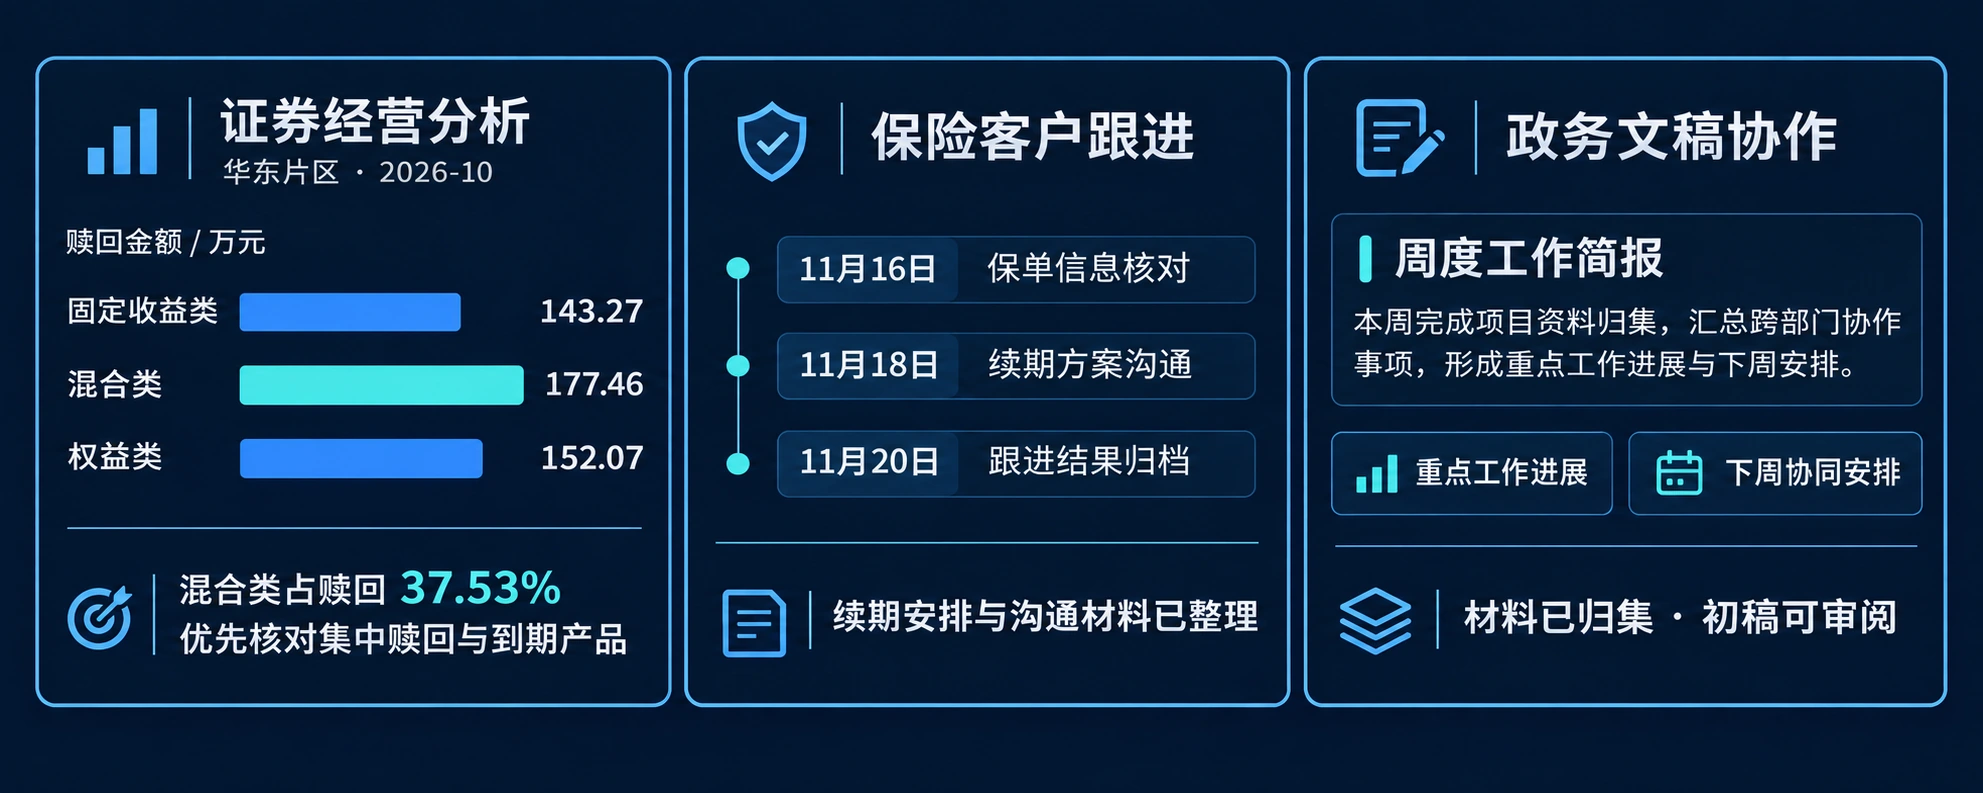 证券经营分析
华东片区 · 2026-10
赎回金额 / 万元
固定收益类 143.27
混合类 177.46
权益类 152.07
混合类占赎回 37.53%
优先核对集中赎回与到期产品
保险客户跟进
11月16日 保单信息核对
11月18日 续期方案沟通
11月20日 跟进结果归档
续期安排与沟通材料已整理
政务文稿协作
周度工作简报
本周完成项目资料归集，汇总跨部门协作
事项，形成重点工作进展与下周安排。
重点工作进展
下周协同安排
材料已归集 · 初稿可审阅